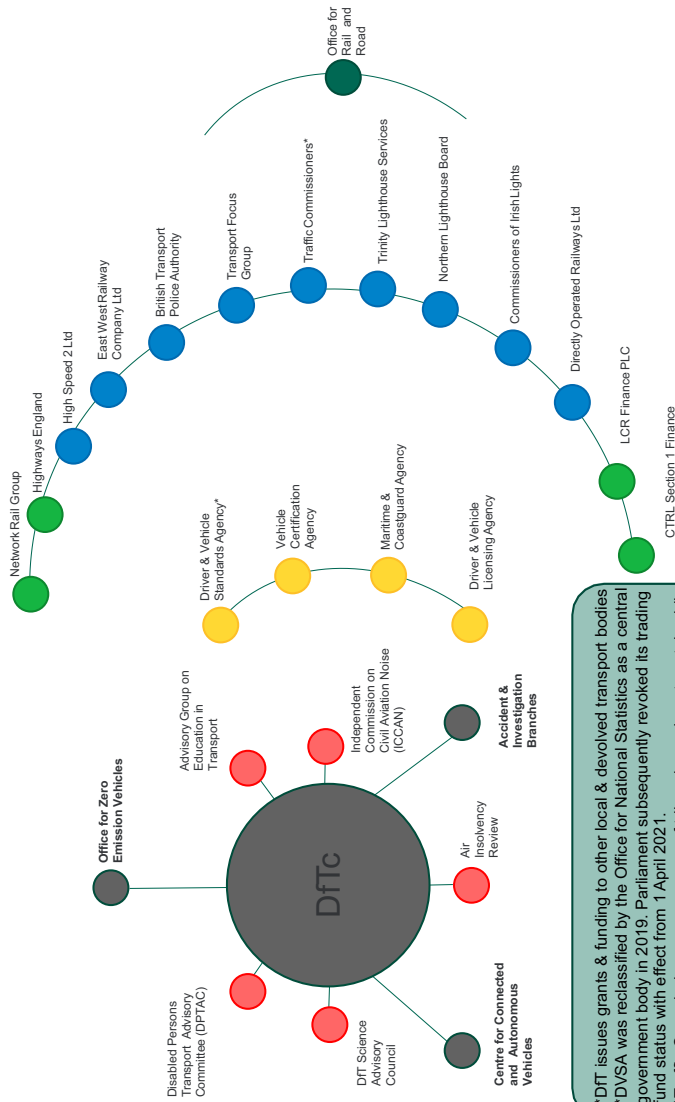 Disabled Persons
Transport Advisory
Committee (DPTAC)
Office for Zero
Emission Vehicles
Advisory Group on
Education in
Transport
DfT Science
Advisory
Council
DfTc
Independent
Commission on
Civil Aviation Noise
(ICCAN)
Centre for Connected
and Autonomous
Vehicles
Air
Insolvency
Review
Accident &
Investigation
Branches
Driver & Vehicle
Standards Agency*
Vehicle
Certification
Agency
Maritime &
Coastguard Agency
Driver & Vehicle
Licensing Agency
Network Rail Group
Highways England
High Speed 2 Ltd
East West Railway
Company Ltd
British Transport
Police Authority
Transport Focus
Group
Traffic Commissioners*
Trinity Lighthouse Services
Northern Lighthouse Board
Commissioners of Irish Lights
Directly Operated Railways Ltd
LCR Finance PLC
CTRL Section 1 Finance
Office for
Rail and
Road
*DfT issues grants & funding to other local & devolved transport bodies
*DVSA was reclassified by the Office for National Statistics as a central
government body in 2019. Parliament subsequently revoked its trading
fund status with effect from 1 April 2021.